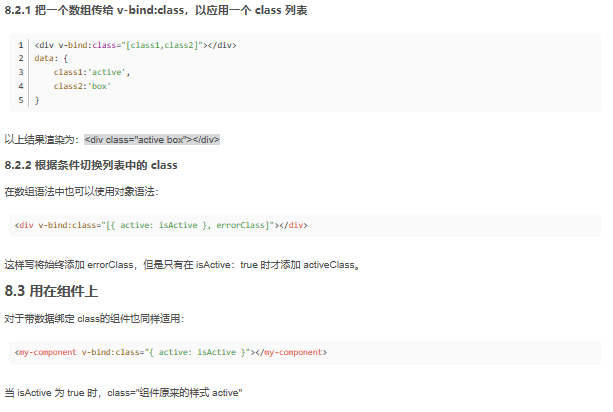 8.2.1 把一个数组传给 v-bind:class，以应用一个 class 列表
1 <div v-bind:class="[class1,class2]"></div>
2 data: {
3 class1:'active',
4 class2:'box'
5 }
以上结果渲染为：<div class="active box"></div>
8.2.2 根据条件切换列表中的 class
在数组语法中也可以使用对象语法：
<div v-bind:class="[{ active: isActive }, errorClass]"></div>
这样写将始终添加 errorClass，但是只有在 isActive：true 时才添加 activeClass。
8.3 用在组件上
对于带数据绑定 class的组件也同样适用：
<my-component v-bind:class="{ active: isActive }"></my-component>
当 isActive 为 true 时，class="组件原来的样式 active"